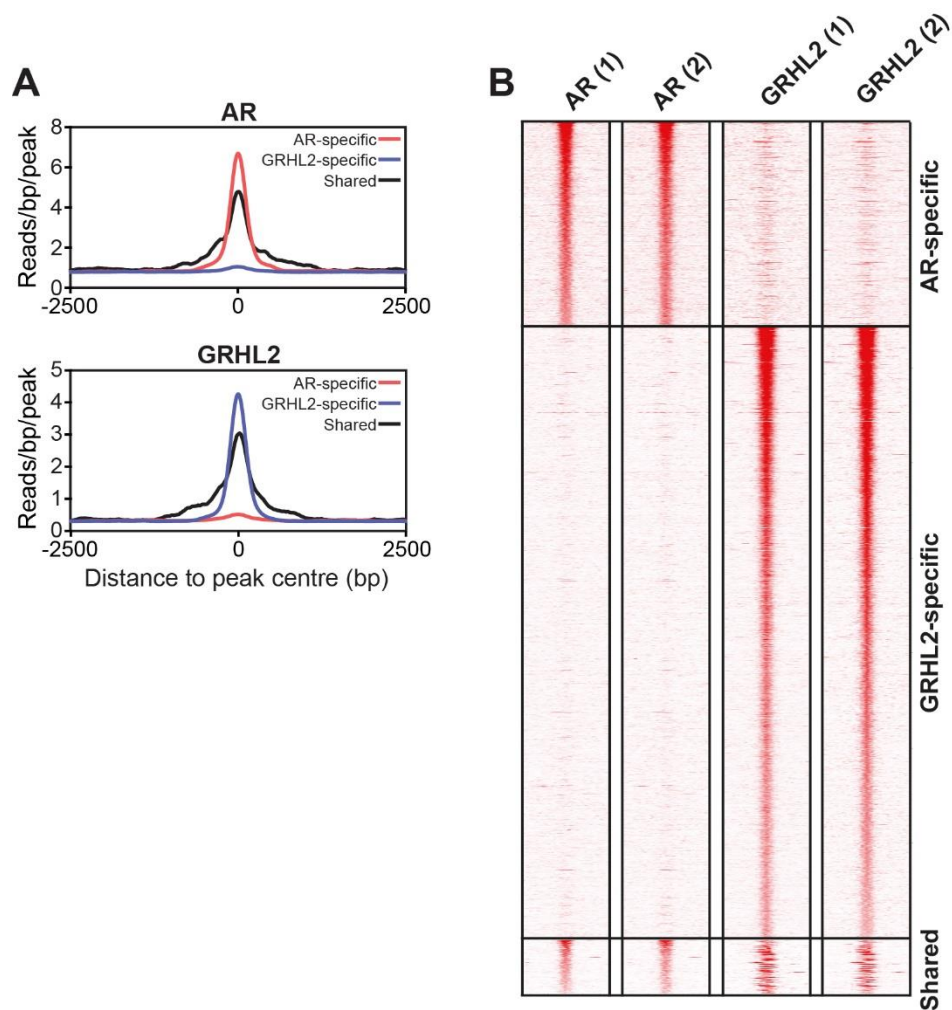 A
AR
8
6
4
2
0
Reads/bp/peak
AR-specific
GRHL2-specific
Shared
-2500
0
2500
GRHL2
5
4
3
2
1
0
Reads/bp/peak
AR-specific
GRHL2-specific
Shared
-2500
0
2500
Distance to peak centre (bp)
B
AR (1)
AR (2)
GRHL2 (1)
GRHL2 (2)
AR-specific
GRHL2-specific
Shared